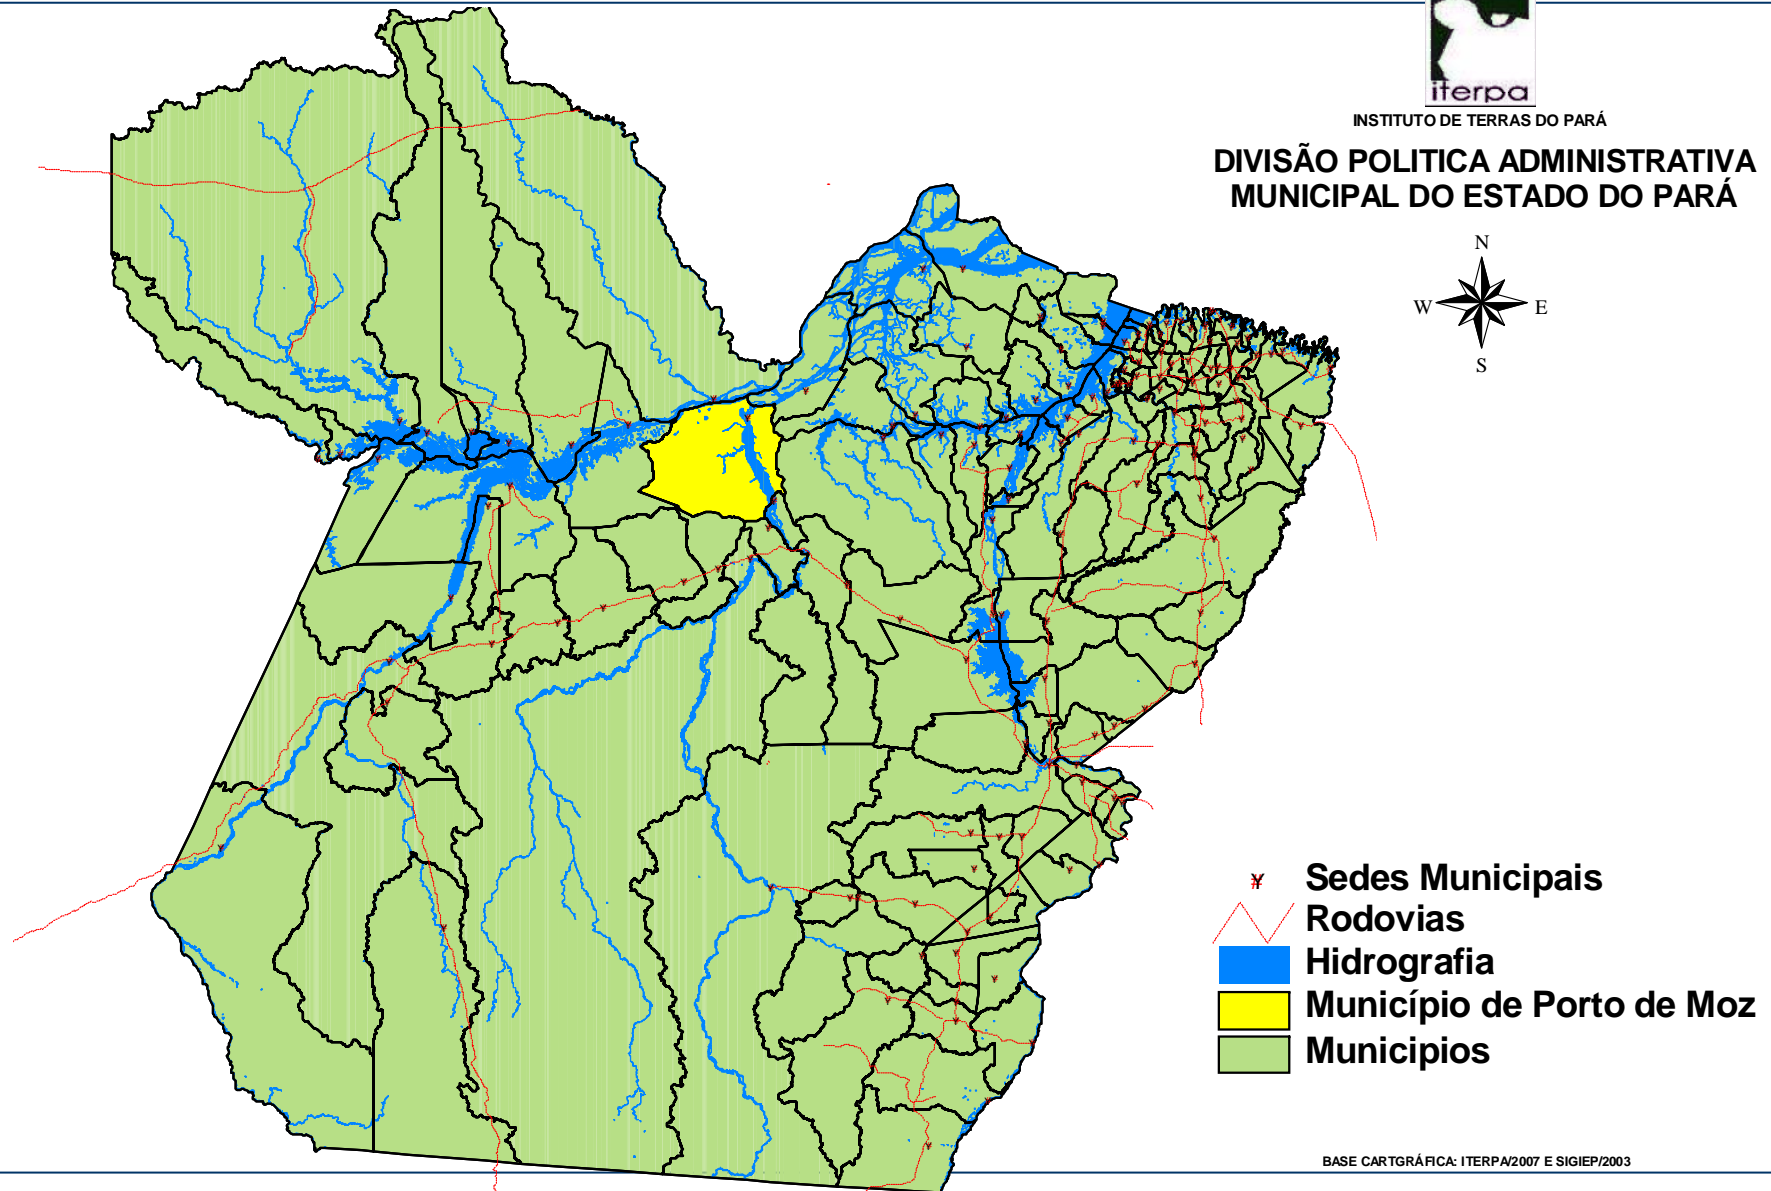 iterpa
INSTITUTO DE TERRAS DO PARÁ
DIVISÃO POLITICA ADMINISTRATIVA
MUNICIPAL DO ESTADO DO PARÁ
N
W
E
S
Sedes Municipais
Rodovias
Hidrografia
Município de Porto de Moz
Municipios
BASE CARTGRÁFICA: ITERPA/2007 E SIGIEP/2003